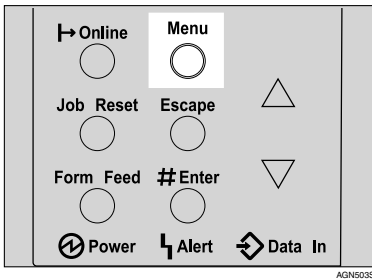 Online Menu
Job Reset Escape
Form Feed #Enter
Power Alert Data In
AGN503S